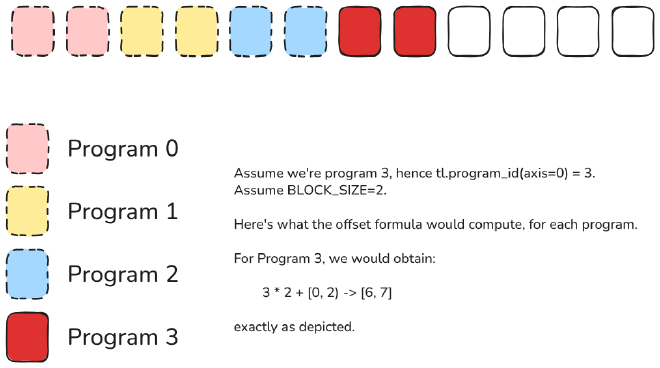 Program 0
Program 1
Program 2
Program 3
Assume we're program 3, hence tl.program_id(axis=0) = 3.
Assume BLOCK_SIZE=2.
Here's what the offset formula would compute, for each program.
For Program 3, we would obtain:
3 * 2 + [0, 2) -> [6, 7]
exactly as depicted.